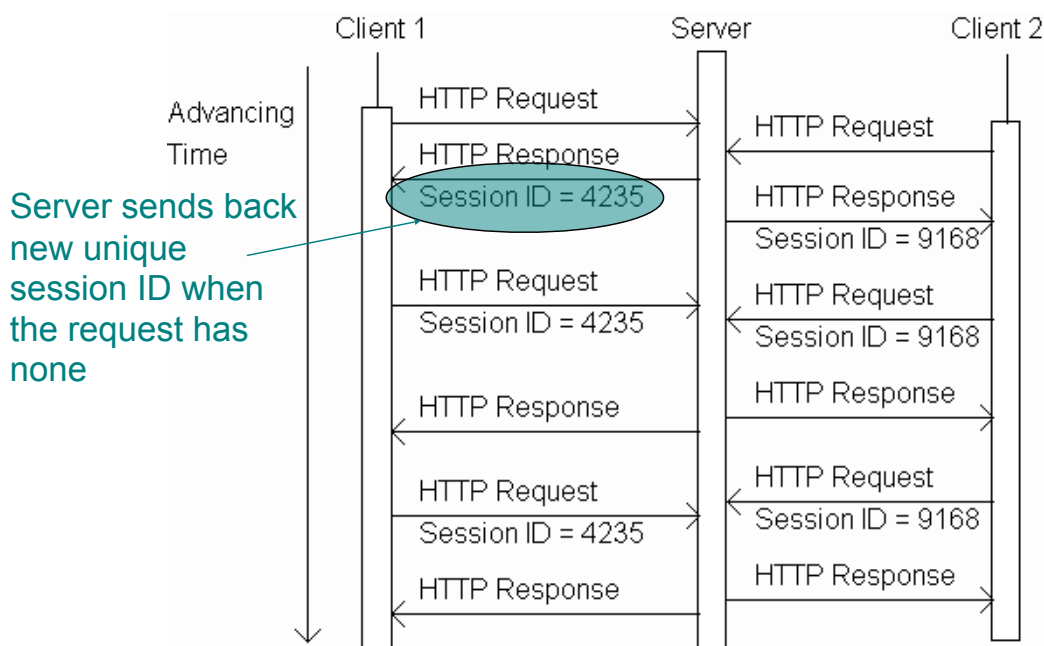 Client 1
Server
Client 2
Advancing
Time
HTTP Request
HTTP Request
HTTP Response
Session ID = 4235
HTTP Response
Session ID = 9168
Server sends back
new unique
session ID when
the request has
none
HTTP Request
Session ID = 4235
HTTP Request
Session ID = 9168
HTTP Response
HTTP Response
HTTP Request
Session ID = 4235
HTTP Request
Session ID = 9168
HTTP Response
HTTP Response